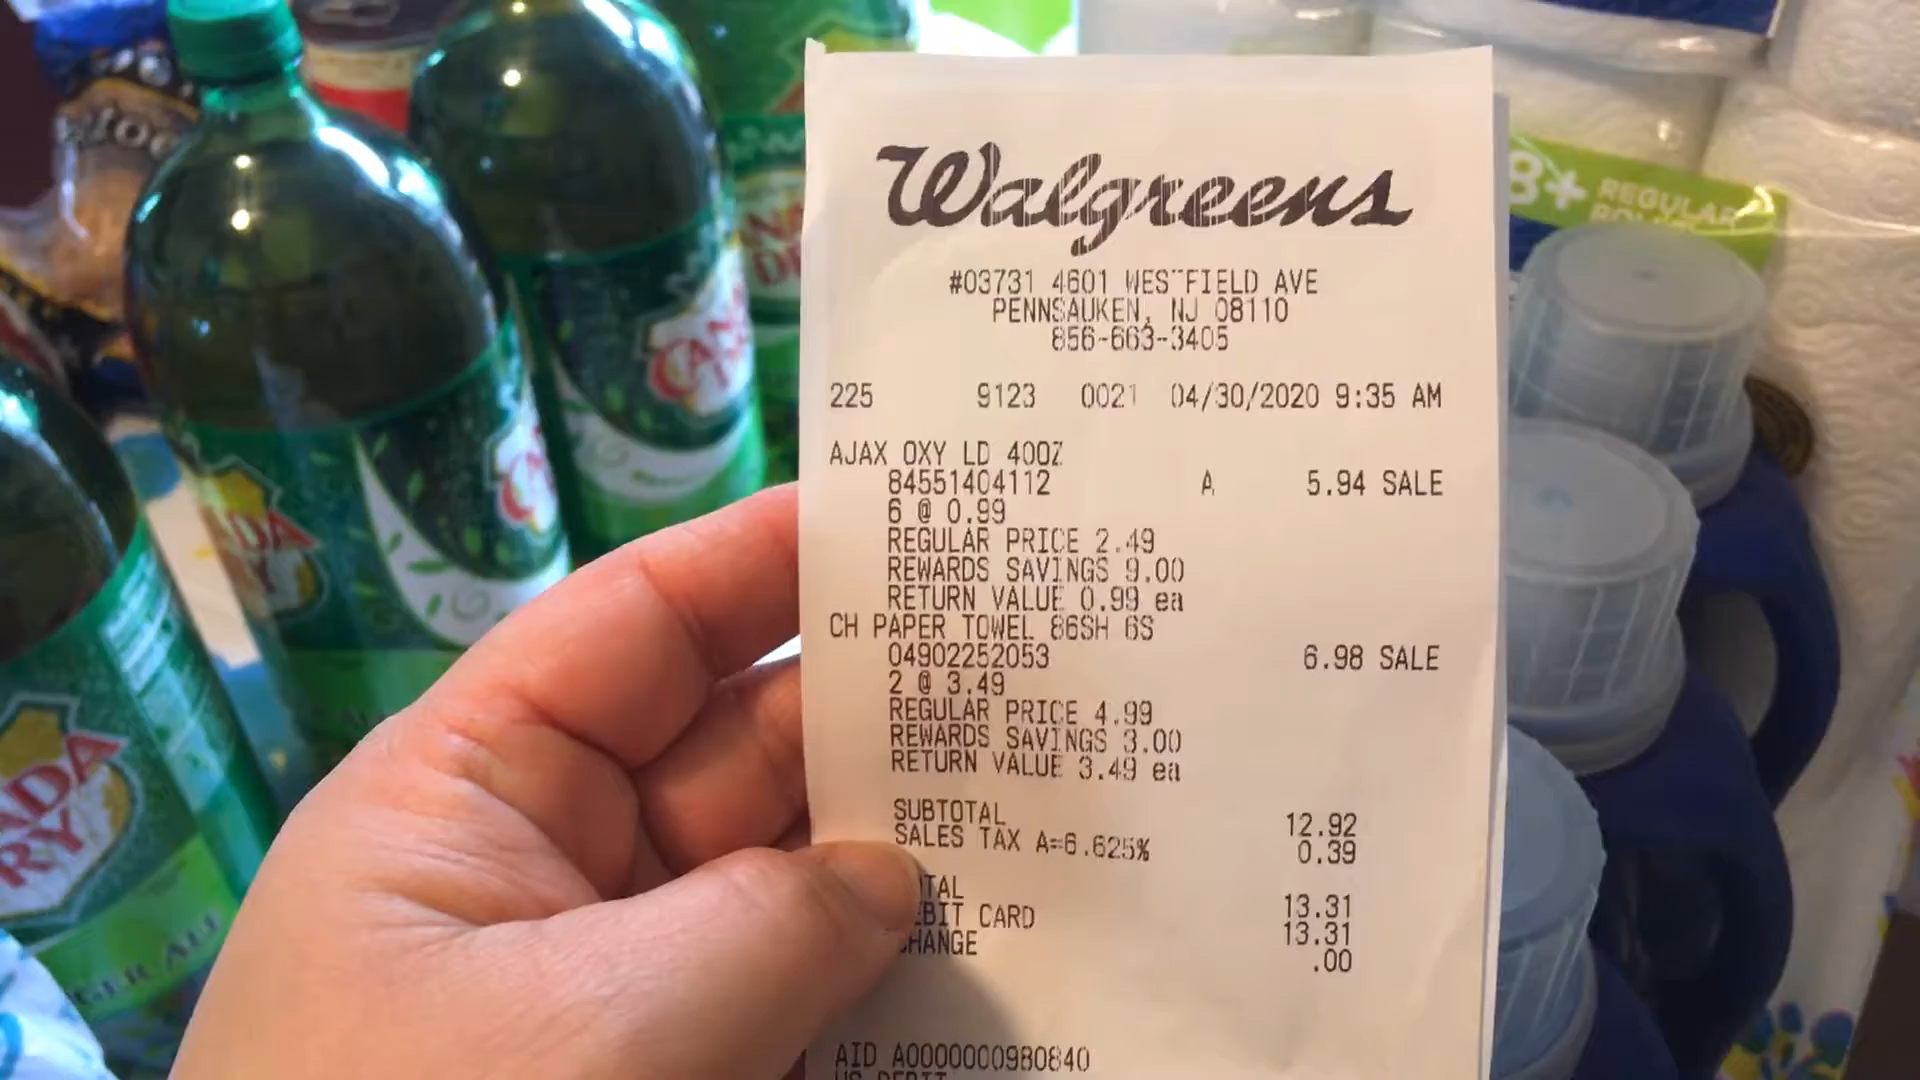 Walgreens
#03731 4601 WESTFIELD AVE
PENNSAUKEN, NJ 08110
856-663-3405
225 9123 0021 04/30/2020 9:35 AM
AJAX OXY LD 40OZ
84551404112 A 5.94 SALE
6 @ 0.99
REGULAR PRICE 2.49
REWARDS SAVINGS 9.00
RETURN VALUE 0.99 ea
CH PAPER TOWEL 86SH 6S
04902252053 6.98 SALE
2 @ 3.49
REGULAR PRICE 4.99
REWARDS SAVINGS 3.00
RETURN VALUE 3.49 ea
SUBTOTAL 12.92
SALES TAX A=6.625% 0.39
TAL 13.31
EBIT CARD 13.31
HANGE .00
AID A0000000980840
8+ REGULAR
ADA
RY